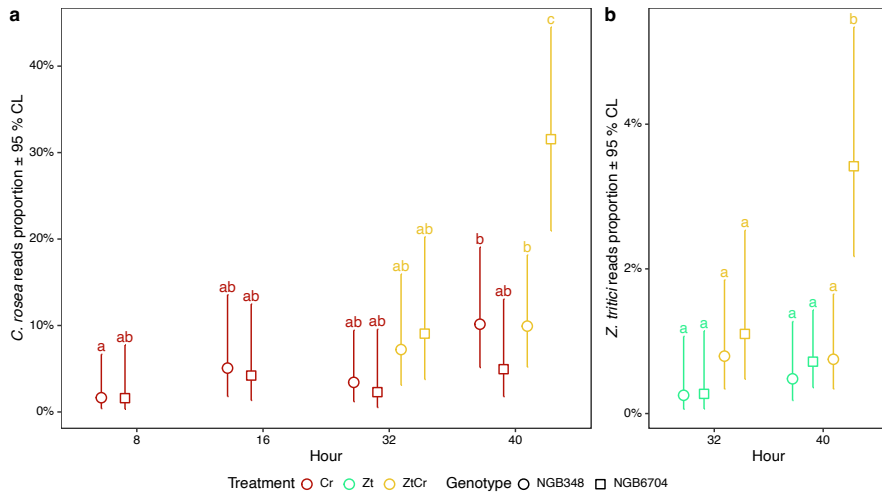 a
C. rosea reads proportion ± 95 % CL
40%
30%
20%
10%
0%
a ab
ab ab
ab ab ab ab
b ab b c
8 16 32 40
Hour
b
Z. tritici reads proportion ± 95 % CL
4%
2%
0%
a a a a
a a a b
32 40
Hour
Treatment Cr Zt ZtCr Genotype NGB348 NGB6704